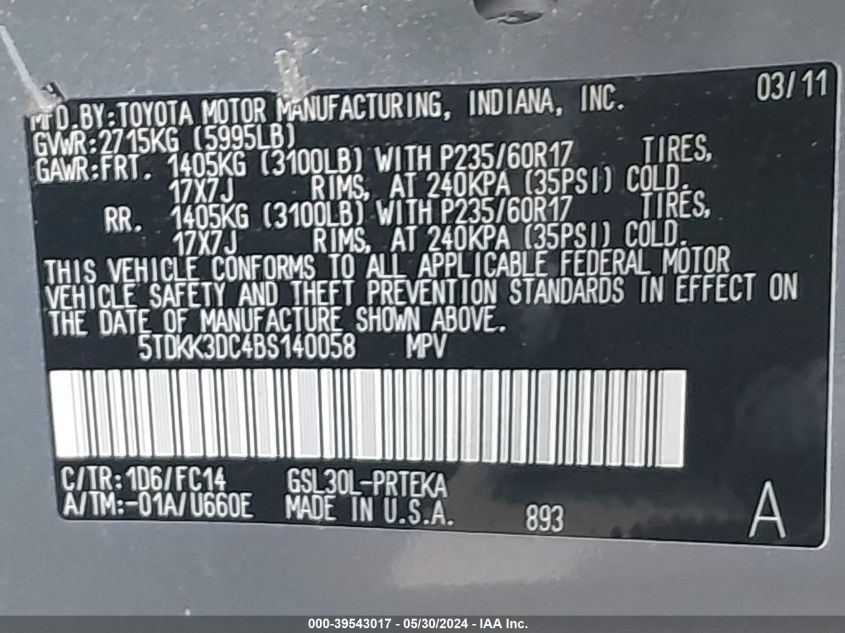 03/11
MFD.BY:TOYOTA MOTOR MANUFACTURING, INDIANA, INC.
GVWR:2715KG (5995LB)
GAWR:FRT. 1405KG (3100LB) WITH P235/60R17 TIRES,
17X7J RIMS, AT 240KPA (35PSI) COLD.
RR. 1405KG (3100LB) WITH P235/60R17 TIRES,
17X7J RIMS, AT 240KPA (35PSI) COLD.
THIS VEHICLE CONFORMS TO ALL APPLICABLE FEDERAL MOTOR
VEHICLE SAFETY AND THEFT PREVENTION STANDARDS IN EFFECT ON
THE DATE OF MANUFACTURE SHOWN ABOVE.
5TDKK3DC4BS140058 MPV
C/TR:1D6/FC14 GSL30L-PRTEKA
A/TM:-01A/U660E MADE IN U.S.A. 893 A
000-39543017 - 05/30/2024 - IAA Inc.